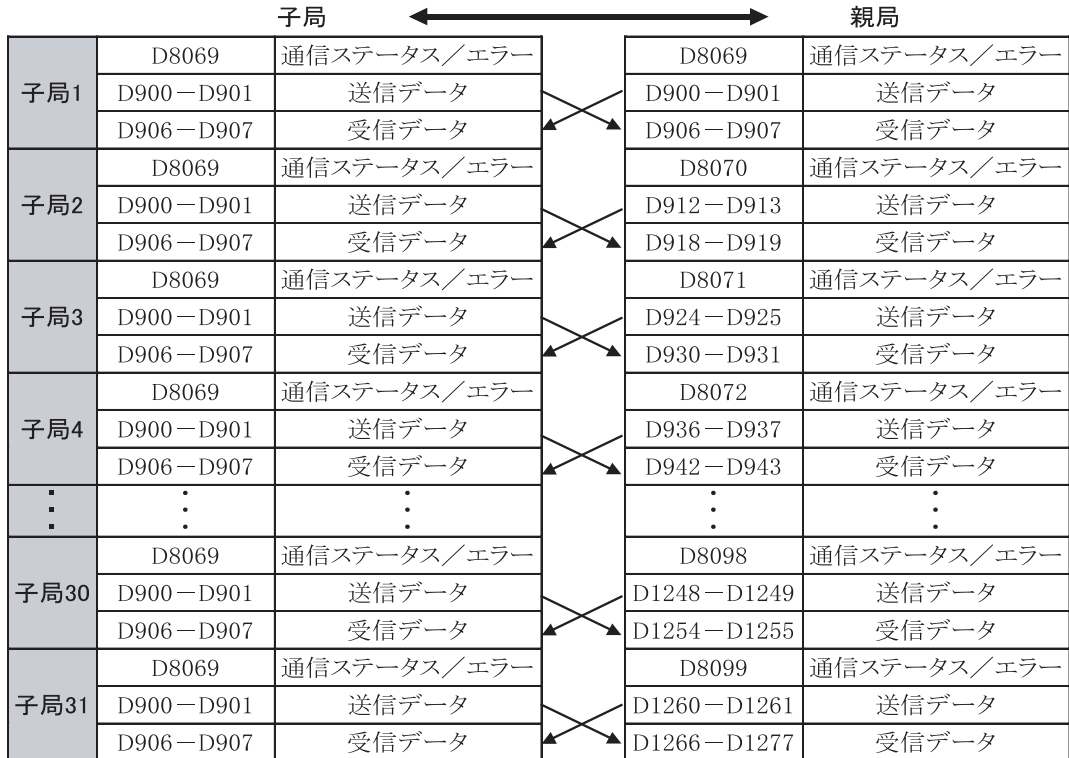 子局 親局
子局1 D8069 通信ステータス／エラー D8069 通信ステータス／エラー
D900－D901 送信データ D900－D901 送信データ
D906－D907 受信データ D906－D907 受信データ
子局2 D8069 通信ステータス／エラー D8070 通信ステータス／エラー
D900－D901 送信データ D912－D913 送信データ
D906－D907 受信データ D918－D919 受信データ
子局3 D8069 通信ステータス／エラー D8071 通信ステータス／エラー
D900－D901 送信データ D924－D925 送信データ
D906－D907 受信データ D930－D931 受信データ
子局4 D8069 通信ステータス／エラー D8072 通信ステータス／エラー
D900－D901 送信データ D936－D937 送信データ
D906－D907 受信データ D942－D943 受信データ
⋮ ⋮ ⋮ ⋮ ⋮
子局30 D8069 通信ステータス／エラー D8098 通信ステータス／エラー
D900－D901 送信データ D1248－D1249 送信データ
D906－D907 受信データ D1254－D1255 受信データ
子局31 D8069 通信ステータス／エラー D8099 通信ステータス／エラー
D900－D901 送信データ D1260－D1261 送信データ
D906－D907 受信データ D1266－D1277 受信データ